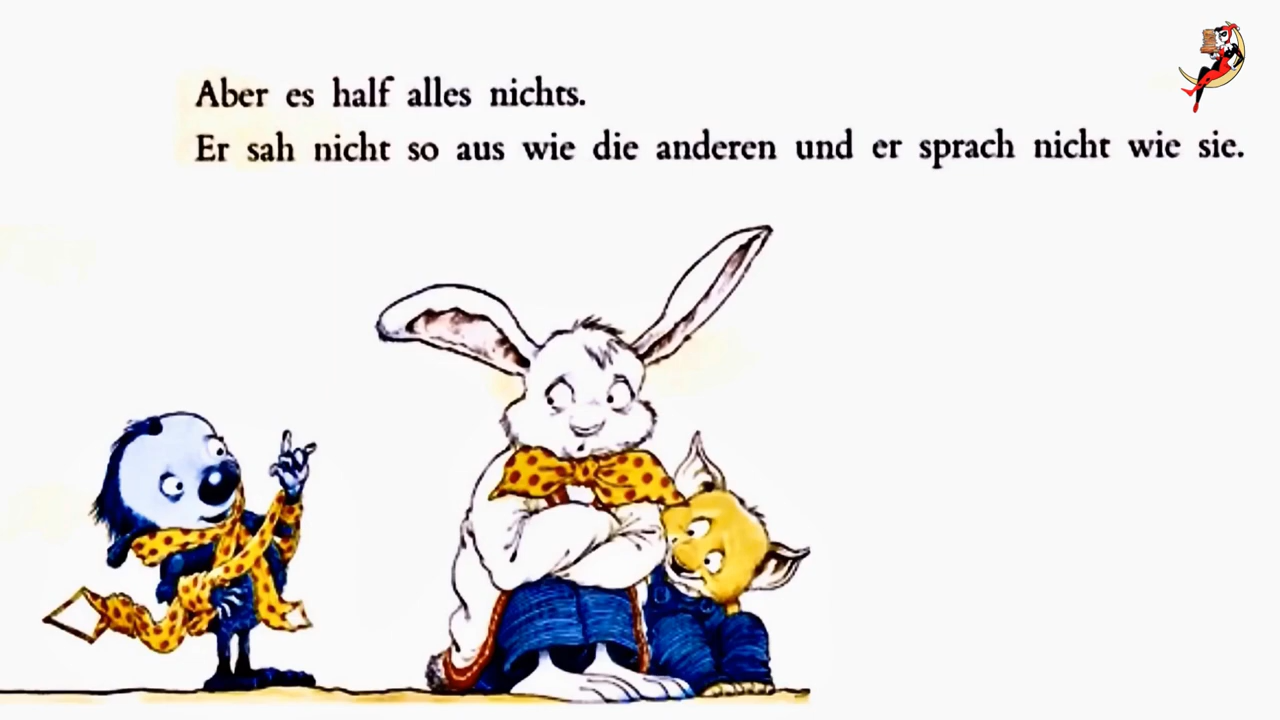 Aber es half alles nichts.
Er sah nicht so aus wie die anderen und er sprach nicht wie sie.